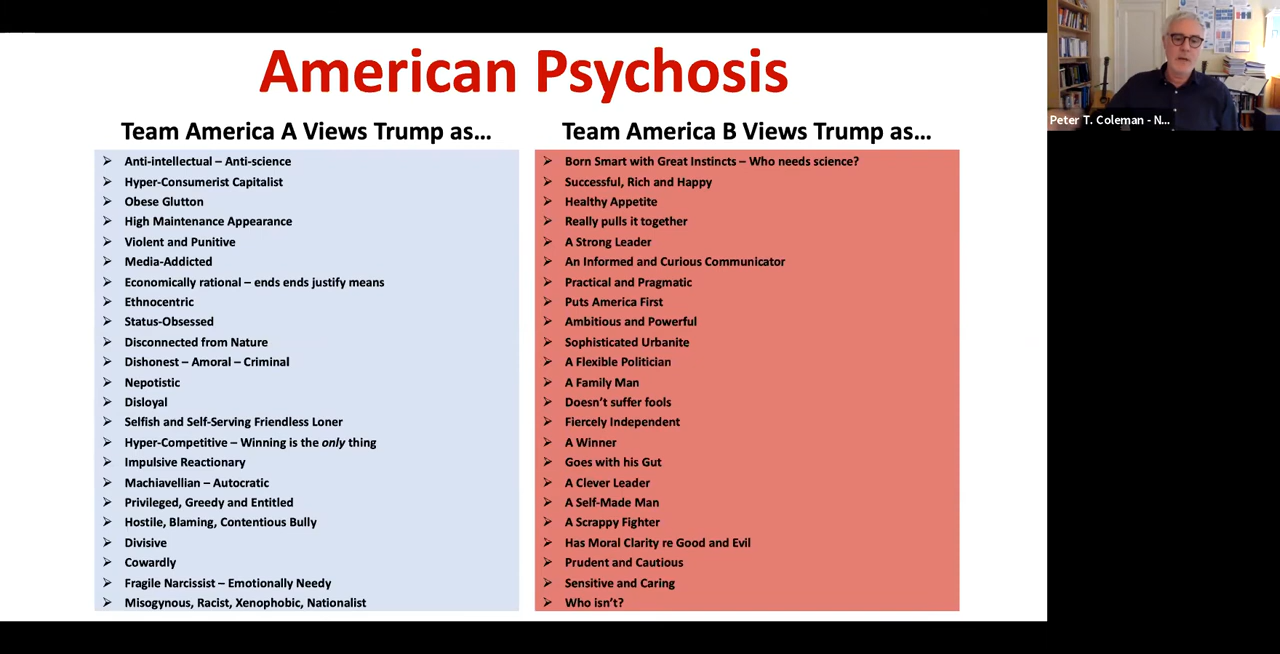 American Psychosis
Team America A Views Trump as...
Anti-intellectual – Anti-science
Hyper-Consumerist Capitalist
Obese Glutton
High Maintenance Appearance
Violent and Punitive
Media-Addicted
Economically rational – ends ends justify means
Ethnocentric
Status-Obsessed
Disconnected from Nature
Dishonest – Amoral – Criminal
Nepotistic
Disloyal
Selfish and Self-Serving Friendless Loner
Hyper-Competitive – Winning is the only thing
Impulsive Reactionary
Machiavellian – Autocratic
Privileged, Greedy and Entitled
Hostile, Blaming, Contentious Bully
Divisive
Cowardly
Fragile Narcissist – Emotionally Needy
Misogynous, Racist, Xenophobic, Nationalist
Team America B Views Trump as...
Born Smart with Great Instincts – Who needs science?
Successful, Rich and Happy
Healthy Appetite
Really pulls it together
A Strong Leader
An Informed and Curious Communicator
Practical and Pragmatic
Puts America First
Ambitious and Powerful
Sophisticated Urbanite
A Flexible Politician
A Family Man
Doesn't suffer fools
Fiercely Independent
A Winner
Goes with his Gut
A Clever Leader
A Self-Made Man
A Scrappy Fighter
Has Moral Clarity re Good and Evil
Prudent and Cautious
Sensitive and Caring
Who isn't?
Peter T. Coleman - N...